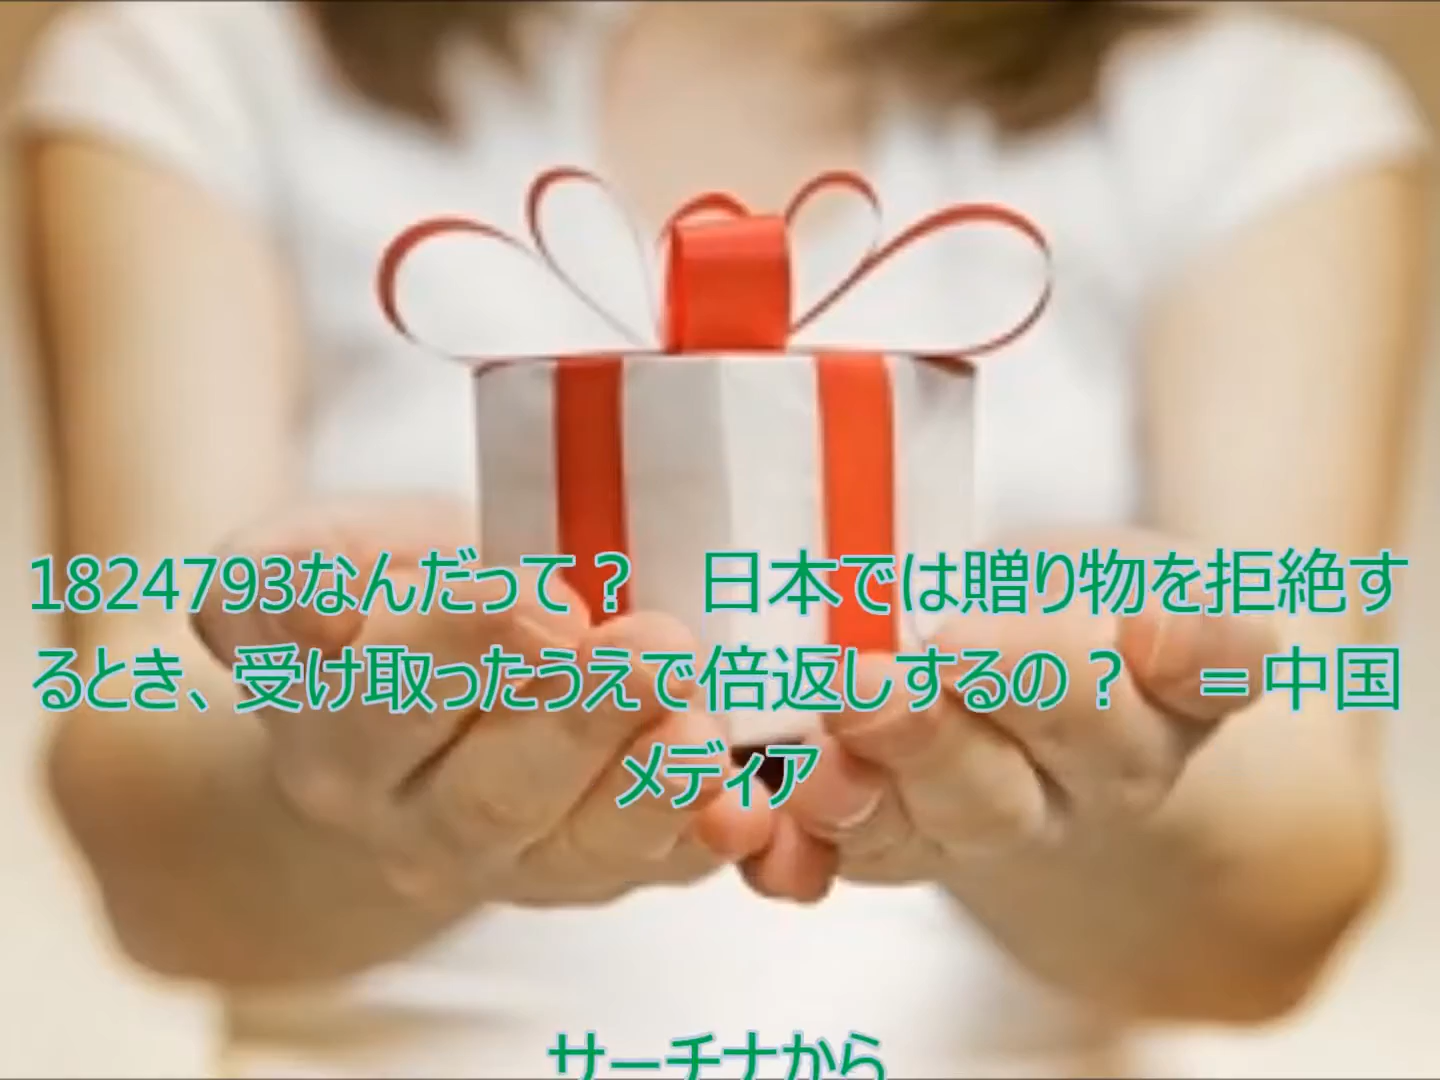 1824793なんだって？　日本では贈り物を拒絶す
るとき、受け取ったうえで倍返しするの？　＝中国
メディア
サーチナから